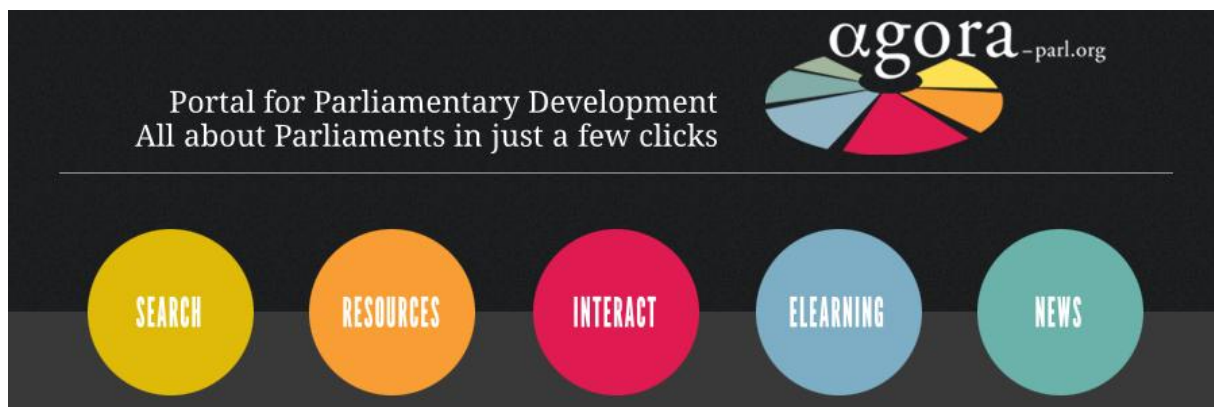 αgora-parl.org
Portal for Parliamentary Development
All about Parliaments in just a few clicks
SEARCH
RESOURCES
INTERACT
ELEARNING
NEWS